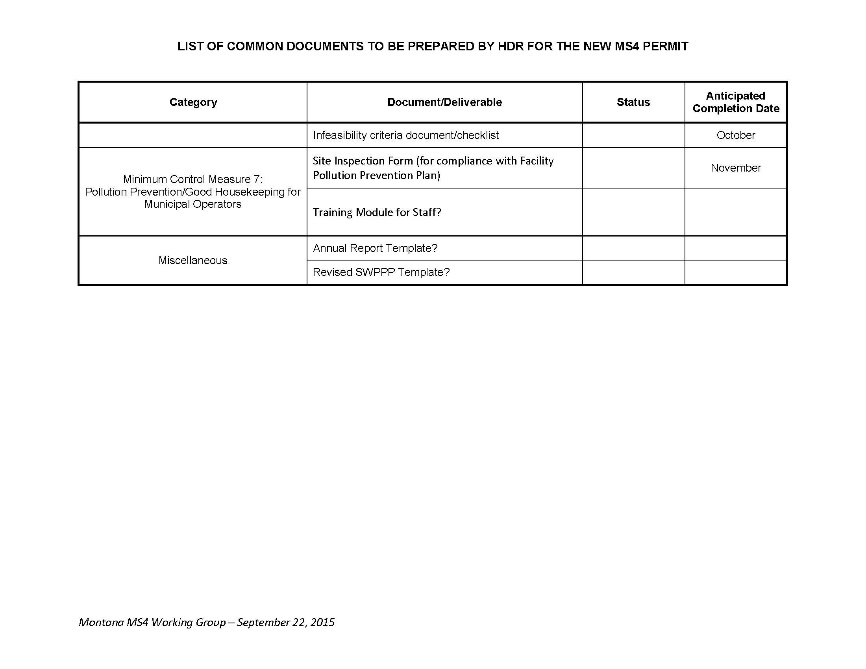 LIST OF COMMON DOCUMENTS TO BE PREPARED BY HDR FOR THE NEW MS4 PERMIT
Category
Document/Deliverable
Status
Anticipated
Completion Date
Infeasibility criteria document/checklist
October
Minimum Control Measure 7:
Pollution Prevention/Good Housekeeping for
Municipal Operators
Site Inspection Form (for compliance with Facility
Pollution Prevention Plan)
November
Training Module for Staff?
Miscellaneous
Annual Report Template?
Revised SWPPP Template?
Montana MS4 Working Group – September 22, 2015